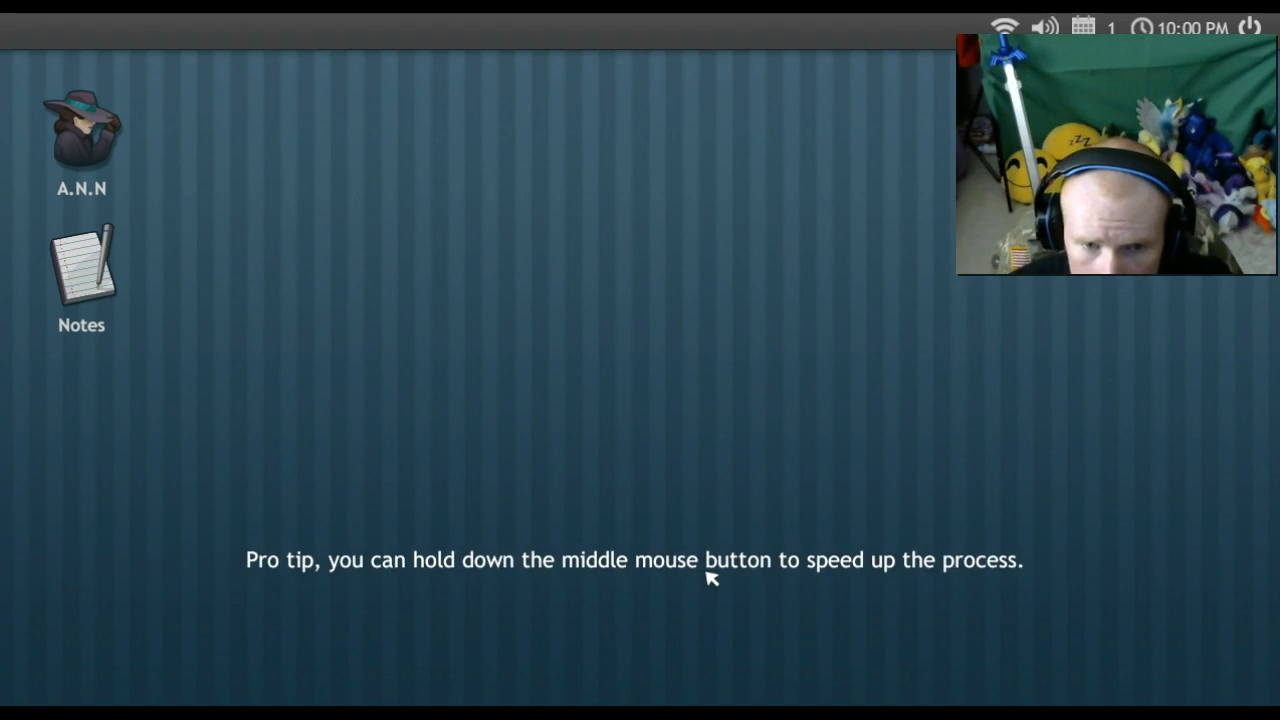 1 10:00 PM
A.N.N
Notes
Pro tip, you can hold down the middle mouse button to speed up the process.
zzz